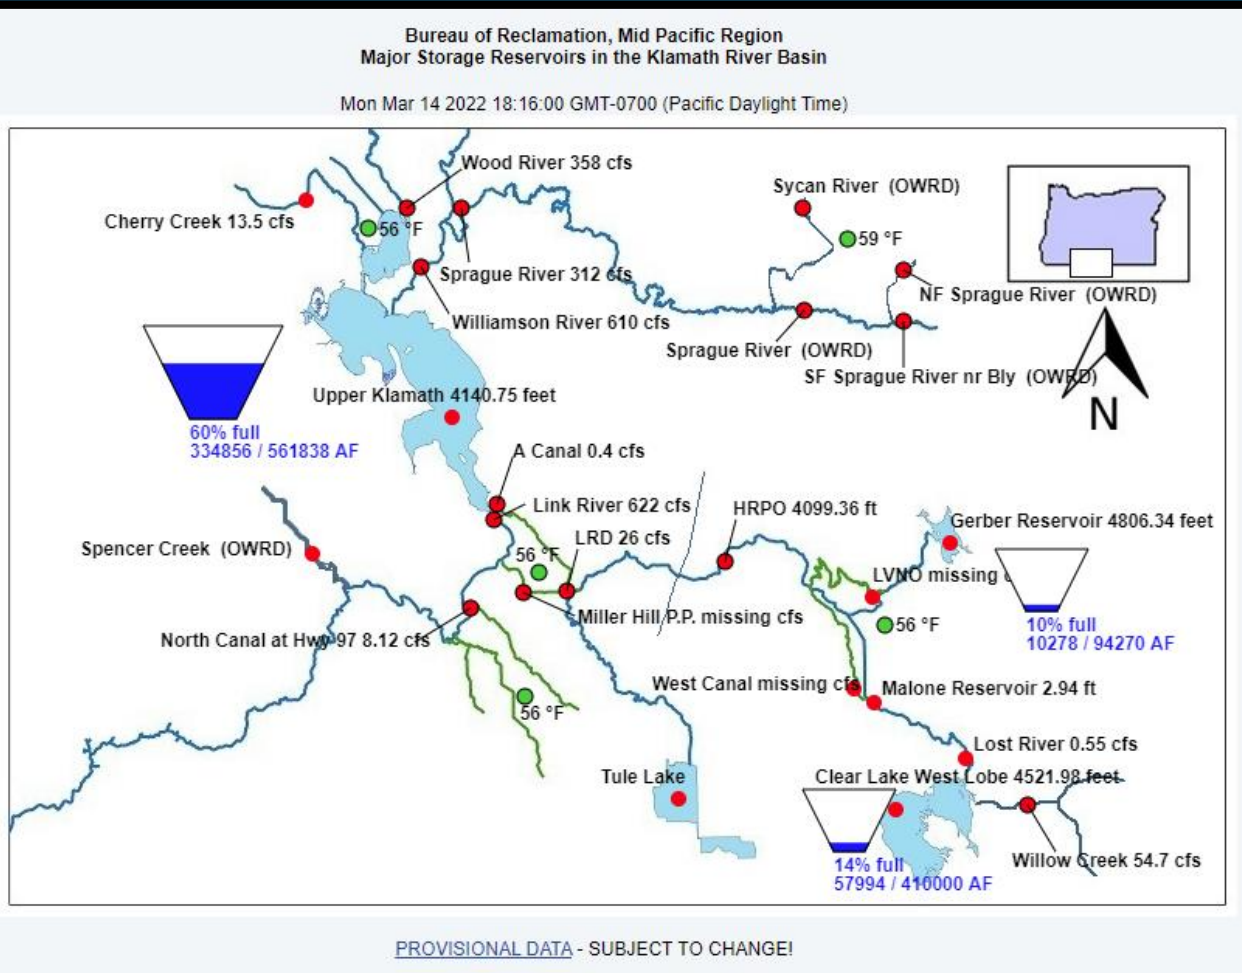 Bureau of Reclamation, Mid Pacific Region
Major Storage Reservoirs in the Klamath River Basin
Mon Mar 14 2022 18:16:00 GMT-0700 (Pacific Daylight Time)
Wood River 358 cfs
Sycan River (OWRD)
Cherry Creek 13.5 cfs
56 °F
59 °F
Sprague River 312 cfs
NF Sprague River (OWRD)
Williamson River 610 cfs
Sprague River (OWRD)
SF Sprague River nr Bly (OWRD)
N
Upper Klamath 4140.75 feet
60% full
334856 / 561838 AF
A Canal 0.4 cfs
Link River 622 cfs
HRPO 4099.36 ft
Gerber Reservoir 4806.34 feet
LRD 26 cfs
Spencer Creek (OWRD)
56 °F
LVNO missing
Miller Hill P.P. missing cfs
56 °F
10% full
10278 / 94270 AF
North Canal at Hwy 97 8.12 cfs
West Canal missing cfs
Malone Reservoir 2.94 ft
56 °F
Lost River 0.55 cfs
Tule Lake
Clear Lake West Lobe 4521.98 feet
14% full
57994 / 410000 AF
Willow Creek 54.7 cfs
PROVISIONAL DATA - SUBJECT TO CHANGE!